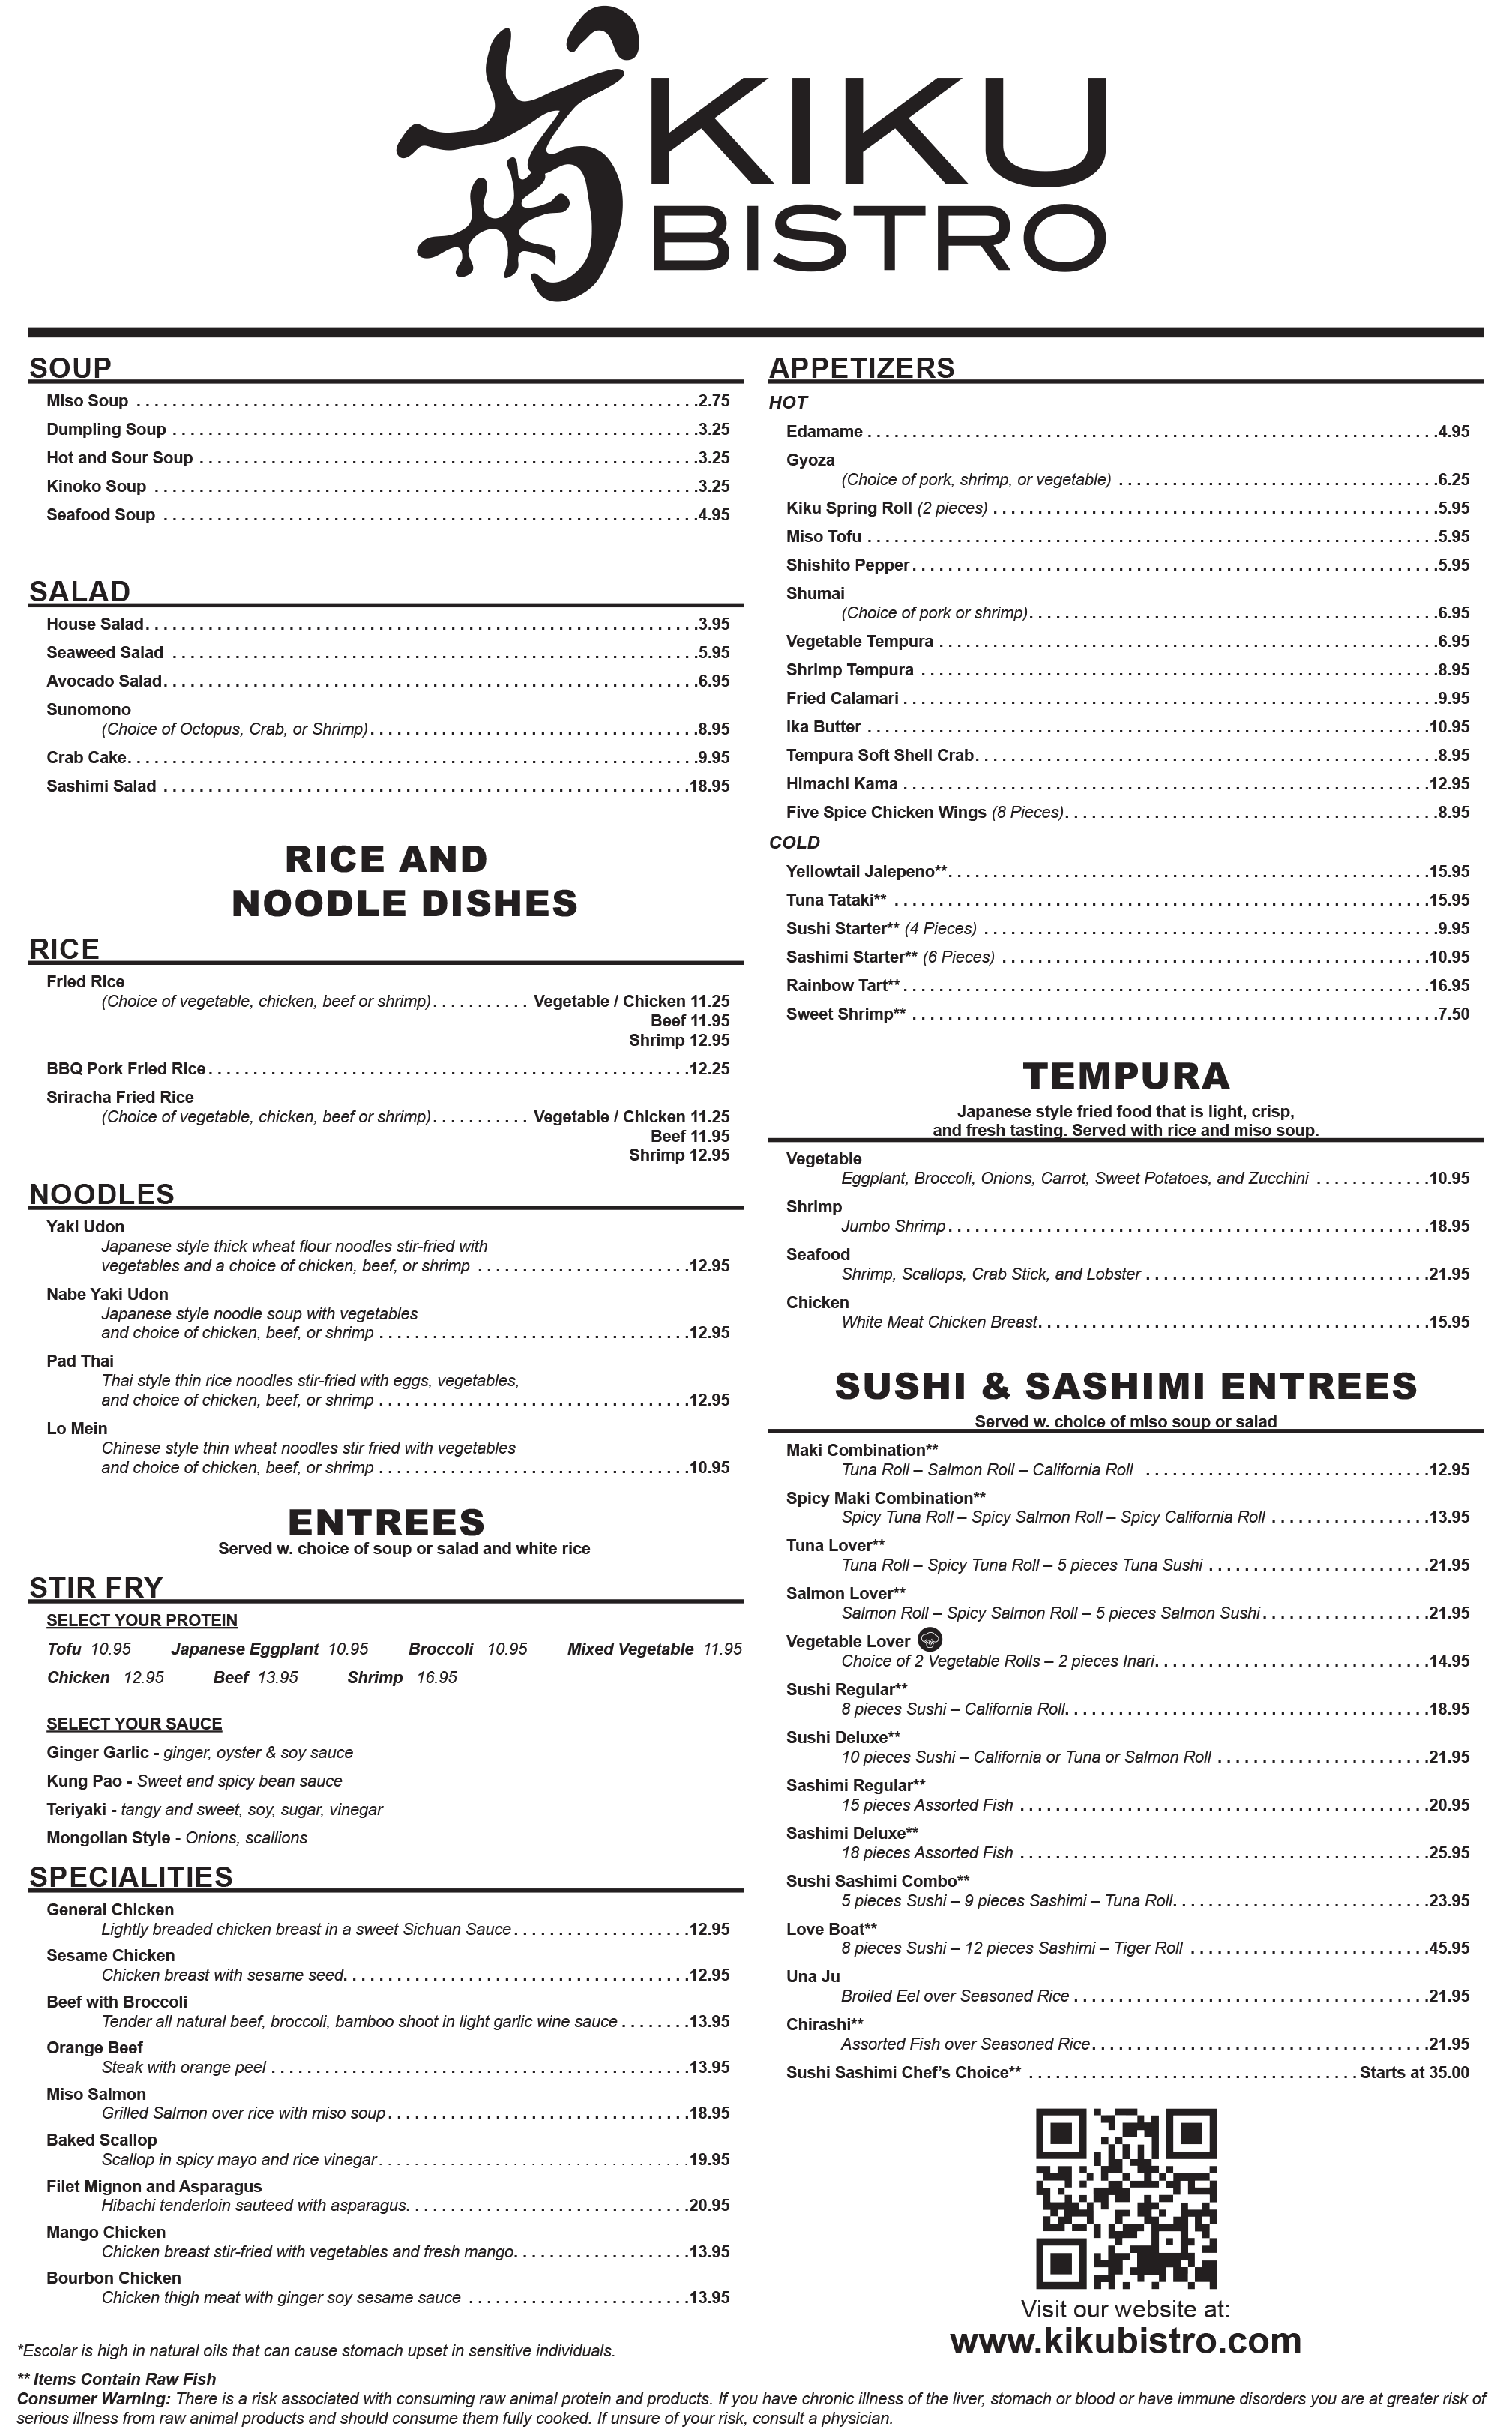 KIKU
BISTRO
SOUP
Miso Soup . . . . . . . . . . . . . . . . . . . . 2.75
Dumpling Soup . . . . . . . . . . . . . . . . . . . . 3.25
Hot and Sour Soup . . . . . . . . . . . . . . . . . . . . 3.25
Kinoko Soup . . . . . . . . . . . . . . . . . . . . 3.25
Seafood Soup . . . . . . . . . . . . . . . . . . . . 4.95
SALAD
House Salad . . . . . . . . . . . . . . . . . . . . 3.95
Seaweed Salad . . . . . . . . . . . . . . . . . . . . 5.95
Avocado Salad . . . . . . . . . . . . . . . . . . . . 6.95
Sunomono
(Choice of Octopus, Crab, or Shrimp) . . . . . . . . . . 8.95
Crab Cake . . . . . . . . . . . . . . . . . . . . 9.95
Sashimi Salad . . . . . . . . . . . . . . . . . . . . 18.95
RICE AND
NOODLE DISHES
RICE
Fried Rice
(Choice of vegetable, chicken, beef or shrimp) . . . . . . . . . . . Vegetable / Chicken 11.25
Beef 11.95
Shrimp 12.95
BBQ Pork Fried Rice . . . . . . . . . . . . . . . . . . . . 12.25
Sriracha Fried Rice
(Choice of vegetable, chicken, beef or shrimp) . . . . . . . . . . . Vegetable / Chicken 11.25
Beef 11.95
Shrimp 12.95
NOODLES
Yaki Udon
Japanese style thick wheat flour noodles stir-fried with
vegetables and a choice of chicken, beef, or shrimp . . . . . . . . . . 12.95
Nabe Yaki Udon
Japanese style noodle soup with vegetables
and choice of chicken, beef, or shrimp . . . . . . . . . . 12.95
Pad Thai
Thai style thin rice noodles stir-fried with eggs, vegetables,
and choice of chicken, beef, or shrimp . . . . . . . . . . 12.95
Lo Mein
Chinese style thin wheat noodles stir fried with vegetables
and choice of chicken, beef, or shrimp . . . . . . . . . . 10.95
ENTREES
Served w. choice of soup or salad and white rice
STIR FRY
SELECT YOUR PROTEIN
Tofu 10.95 Japanese Eggplant 10.95 Broccoli 10.95 Mixed Vegetable 11.95
Chicken 12.95 Beef 13.95 Shrimp 16.95
SELECT YOUR SAUCE
Ginger Garlic - ginger, oyster & soy sauce
Kung Pao - Sweet and spicy bean sauce
Teriyaki - tangy and sweet, soy, sugar, vinegar
Mongolian Style - Onions, scallions
SPECIALITIES
General Chicken
Lightly breaded chicken breast in a sweet Sichuan Sauce . . . . . . . . . . 12.95
Sesame Chicken
Chicken breast with sesame seed . . . . . . . . . . 12.95
Beef with Broccoli
Tender all natural beef, broccoli, bamboo shoot in light garlic wine sauce . . . . . . . . 13.95
Orange Beef
Steak with orange peel . . . . . . . . . . 13.95
Miso Salmon
Grilled Salmon over rice with miso soup . . . . . . . . . . 18.95
Baked Scallop
Scallop in spicy mayo and rice vinegar . . . . . . . . . . 19.95
Filet Mignon and Asparagus
Hibachi tenderloin sauteed with asparagus . . . . . . . . . . 20.95
Mango Chicken
Chicken breast stir-fried with vegetables and fresh mango . . . . . . . . . . 13.95
Bourbon Chicken
Chicken thigh meat with ginger soy sesame sauce . . . . . . . . . . 13.95
APPETIZERS
HOT
Edamame . . . . . . . . . . . . . . . . . . . . 4.95
Gyoza
(Choice of pork, shrimp, or vegetable) . . . . . . . . . . 6.25
Kiku Spring Roll (2 pieces) . . . . . . . . . . 5.95
Miso Tofu . . . . . . . . . . . . . . . . . . . . 5.95
Shishito Pepper . . . . . . . . . . . . . . . . . . . . 5.95
Shumai
(Choice of pork or shrimp) . . . . . . . . . . 6.95
Vegetable Tempura . . . . . . . . . . 6.95
Shrimp Tempura . . . . . . . . . . 8.95
Fried Calamari . . . . . . . . . . 9.95
Ika Butter . . . . . . . . . . 10.95
Tempura Soft Shell Crab . . . . . . . . . . 8.95
Himachi Kama . . . . . . . . . . 12.95
Five Spice Chicken Wings (8 Pieces) . . . . . . . . . . 8.95
COLD
Yellowtail Jalepeno** . . . . . . . . . . 15.95
Tuna Tataki** . . . . . . . . . . 15.95
Sushi Starter** (4 Pieces) . . . . . . . . . . 9.95
Sashimi Starter** (6 Pieces) . . . . . . . . . . 10.95
Rainbow Tart** . . . . . . . . . . 16.95
Sweet Shrimp** . . . . . . . . . . 7.50
TEMPURA
Japanese style fried food that is light, crisp,
and fresh tasting. Served with rice and miso soup.
Vegetable
Eggplant, Broccoli, Onions, Carrot, Sweet Potatoes, and Zucchini . . . . . . . . . . 10.95
Shrimp
Jumbo Shrimp . . . . . . . . . . 18.95
Seafood
Shrimp, Scallops, Crab Stick, and Lobster . . . . . . . . . . 21.95
Chicken
White Meat Chicken Breast . . . . . . . . . . 15.95
SUSHI & SASHIMI ENTREES
Served w. choice of miso soup or salad
Maki Combination**
Tuna Roll – Salmon Roll – California Roll . . . . . . . . . . 12.95
Spicy Maki Combination**
Spicy Tuna Roll – Spicy Salmon Roll – Spicy California Roll . . . . . . . . . . 13.95
Tuna Lover**
Tuna Roll – Spicy Tuna Roll – 5 pieces Tuna Sushi . . . . . . . . . . 21.95
Salmon Lover**
Salmon Roll – Spicy Salmon Roll – 5 pieces Salmon Sushi . . . . . . . . . . 21.95
Vegetable Lover
Choice of 2 Vegetable Rolls – 2 pieces Inari . . . . . . . . . . 14.95
Sushi Regular**
8 pieces Sushi – California Roll . . . . . . . . . . 18.95
Sushi Deluxe**
10 pieces Sushi – California or Tuna or Salmon Roll . . . . . . . . . . 21.95
Sashimi Regular**
15 pieces Assorted Fish . . . . . . . . . . 20.95
Sashimi Deluxe**
18 pieces Assorted Fish . . . . . . . . . . 25.95
Sushi Sashimi Combo**
5 pieces Sushi – 9 pieces Sashimi – Tuna Roll . . . . . . . . . . 23.95
Love Boat**
8 pieces Sushi – 12 pieces Sashimi – Tiger Roll . . . . . . . . . . 45.95
Una Ju
Broiled Eel over Seasoned Rice . . . . . . . . . . 21.95
Chirashi**
Assorted Fish over Seasoned Rice . . . . . . . . . . 21.95
Sushi Sashimi Chef’s Choice** . . . . . . . . . . Starts at 35.00
Visit our website at:
www.kikubistro.com
*Escolar is high in natural oils that can cause stomach upset in sensitive individuals.
** Items Contain Raw Fish
Consumer Warning: There is a risk associated with consuming raw animal protein and products. If you have chronic illness of the liver, stomach or blood or have immune disorders you are at greater risk of
serious illness from raw animal products and should consume them fully cooked. If unsure of your risk, consult a physician.